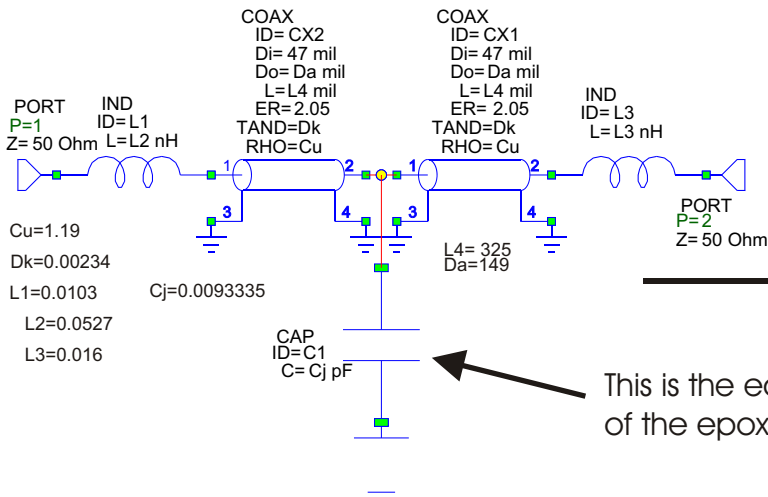 COAX
ID=CX2
Di=47 mil
Do=Da mil
L=L4 mil
ER=2.05
TAND=Dk
RHO=Cu
COAX
ID=CX1
Di=47 mil
Do=Da mil
L=L4 mil
ER=2.05
TAND=Dk
RHO=Cu
PORT
P=1
Z=50 Ohm
IND
ID=L1
L=L2 nH
IND
ID=L3
L=L3 nH
PORT
P=2
Z=50 Ohm
1
2
3
4
1
2
3
4
Cu=1.19
Dk=0.00234
L1=0.0103
L2=0.0527
L3=0.016
Cj=0.0093335
L4= 325
Da=149
CAP
ID=C1
C=Cj pF
This is the
of the